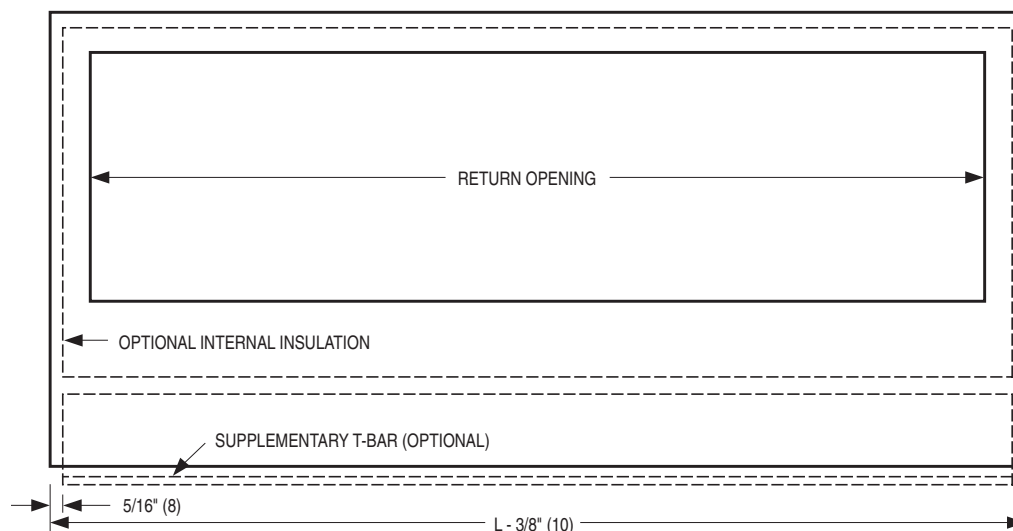 RETURN OPENING
OPTIONAL INTERNAL INSULATION
SUPPLEMENTARY T-BAR (OPTIONAL)
5/16" (8)
L - 3/8" (10)